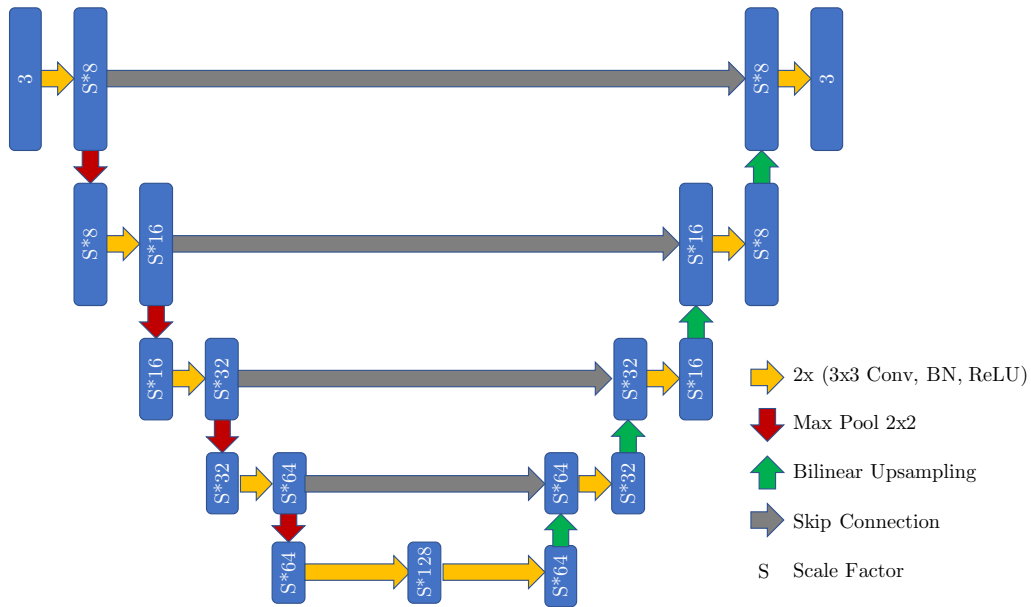 3
S*8
S*8
3
S*8
S*16
S*16
S*8
S*16
S*32
S*32
S*16
S*32
S*64
S*64
S*32
S*64
S*128
S*64
2x (3x3 Conv, BN, ReLU)
Max Pool 2x2
Bilinear Upsampling
Skip Connection
S Scale Factor